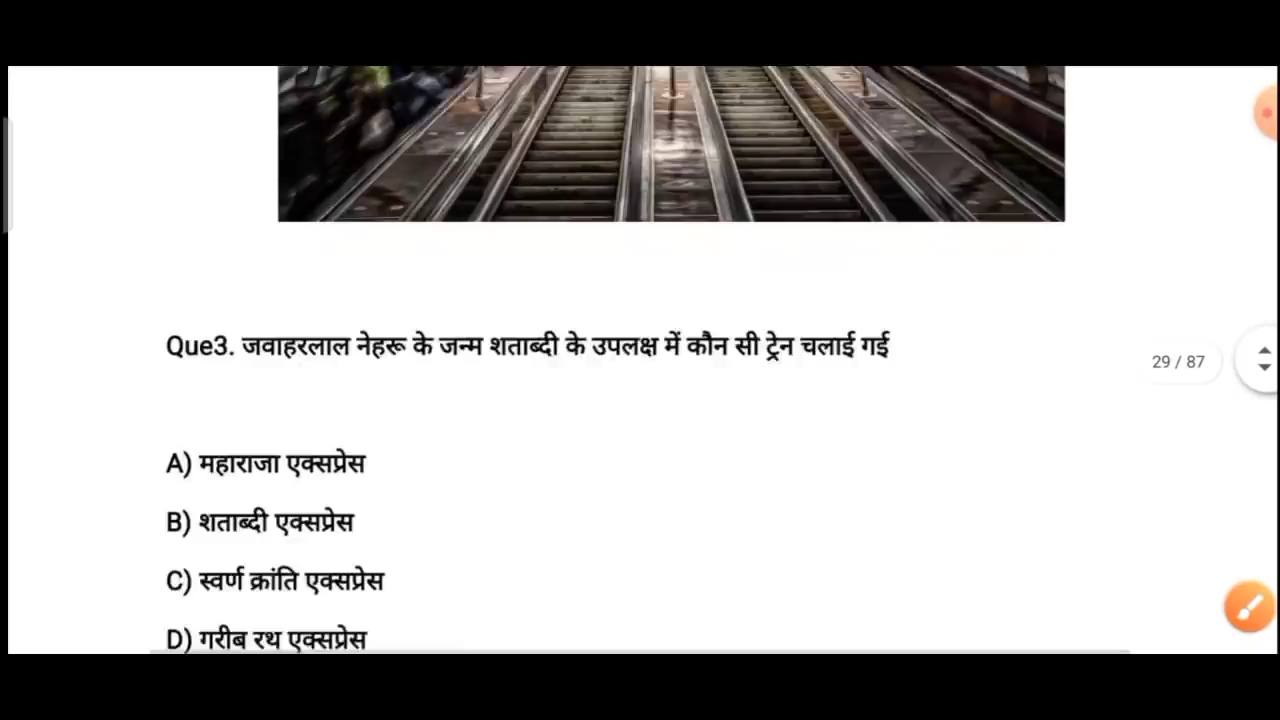 Que3. जवाहरलाल नेहरू के जन्म शताब्दी के उपलक्ष में कौन सी ट्रेन चलाई गई
29 / 87
A) महाराजा एक्सप्रेस
B) शताब्दी एक्सप्रेस
C) स्वर्ण क्रांति एक्सप्रेस
D) गरीब रथ एक्सप्रेस